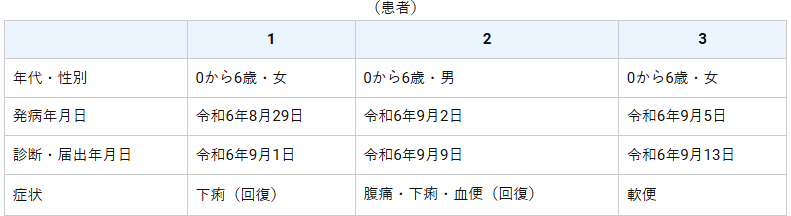 （患者）
1 2 3
年代・性別 0から6歳・女 0から6歳・男 0から6歳・女
発病年月日 令和6年8月29日 令和6年9月2日 令和6年9月5日
診断・届出年月日 令和6年9月1日 令和6年9月9日 令和6年9月13日
症状 下痢（回復） 腹痛・下痢・血便（回復） 軟便